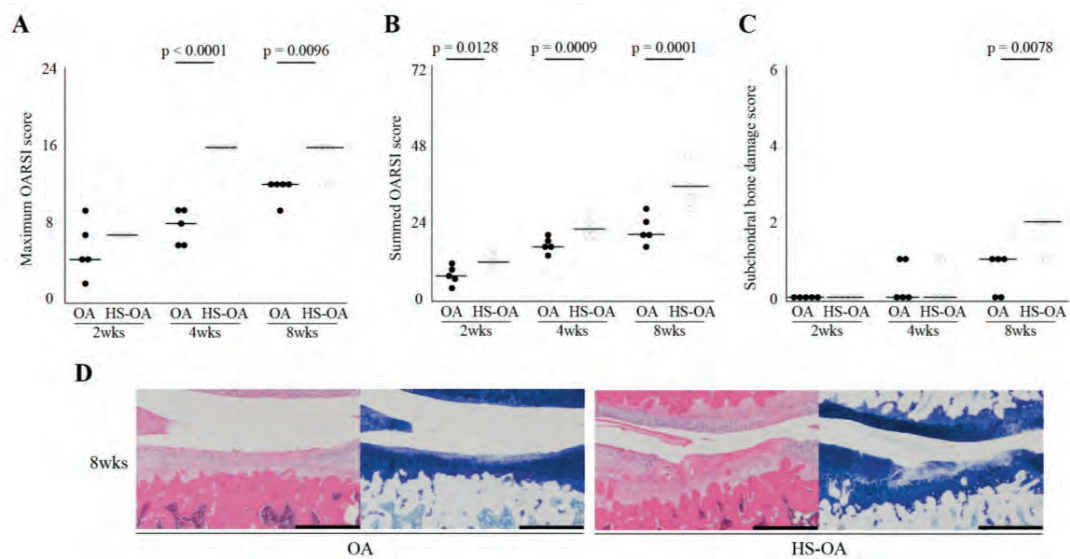 A
p < 0.0001
p = 0.0096
Maximum OARSI score
24
16
8
0
OA HS-OA OA HS-OA OA HS-OA
2wks 4wks 8wks
B
p = 0.0128
p = 0.0009
p = 0.0001
Summed OARSI score
72
48
24
0
OA HS-OA OA HS-OA OA HS-OA
2wks 4wks 8wks
C
p = 0.0078
Subchondral bone damage score
6
4
2
0
OA HS-OA OA HS-OA OA HS-OA
2wks 4wks 8wks
D
8wks
OA HS-OA